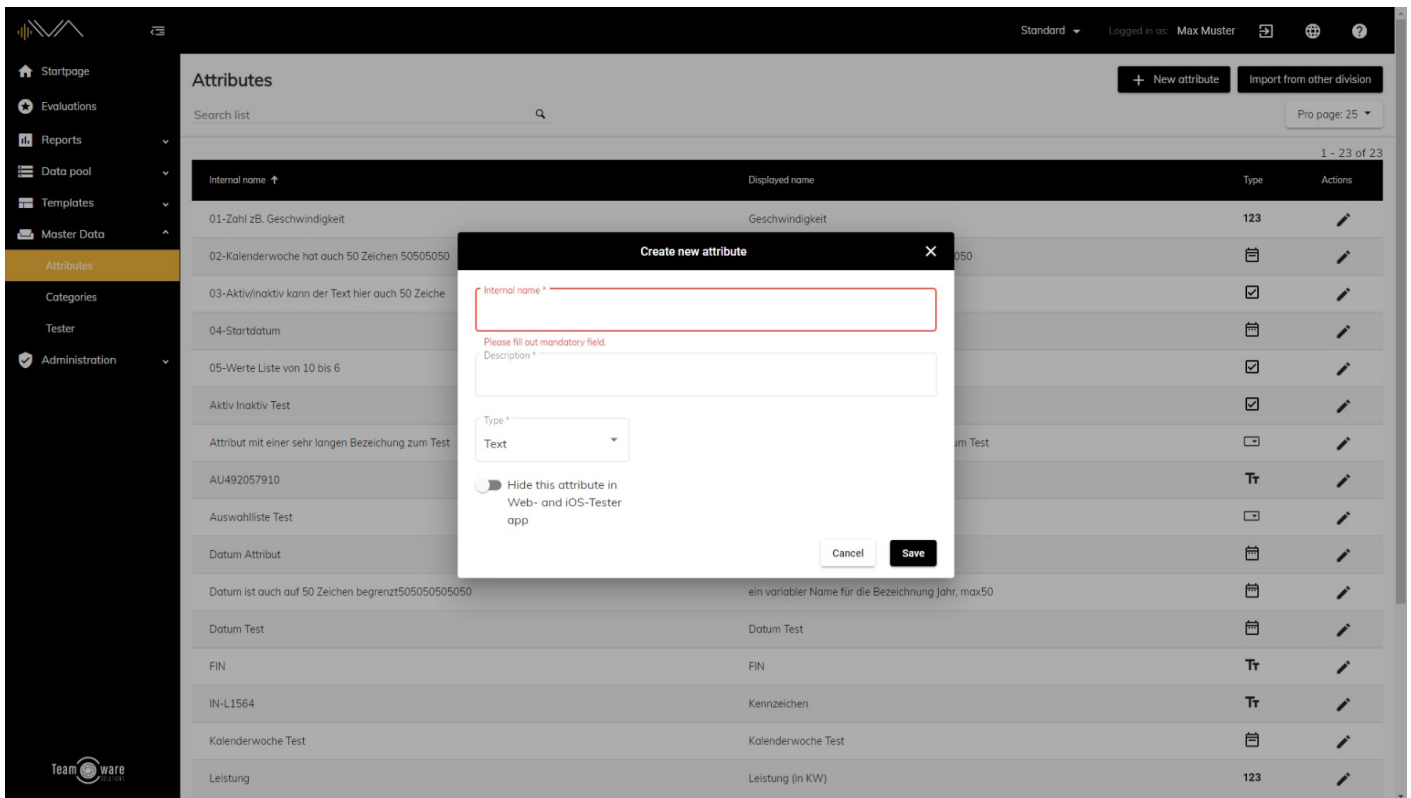 Standard Logged in as: Max Muster
Startpage
Evaluations
Reports
Data pool
Templates
Master Data
Attributes
Categories
Tester
Administration
Team ware
SOLUTIONS
Attributes
+ New attribute Import from other division
Search list
Pro page: 25
1 - 23 of 23
Internal name ↑ Displayed name Type Actions
01-Zahl zB. Geschwindigkeit Geschwindigkeit 123
02-Kalenderwoche hat auch 50 Zeichen 50505050 050
03-Aktiv/inaktiv kann der Text hier auch 50 Zeiche
04-Startdatum
05-Werte Liste von 10 bis 6
Aktiv Inaktiv Test
Attribut mit einer sehr langen Bezeichung zum Test um Test
AU492057910 TT
Auswahlliste Test
Datum Attribut
Datum ist auch auf 50 Zeichen begrenzt505050505050 ein variabler Name für die Bezeichnung Jahr, max50
Datum Test Datum Test
FIN FIN TT
IN-L1564 Kennzeichen TT
Kalenderwoche Test Kalenderwoche Test
Leistung Leistung (in KW) 123
Create new attribute
Internal name *
Please fill out mandatory field.
Description *
Type *
Text
Hide this attribute in
Web- and iOS-Tester
app
Cancel Save